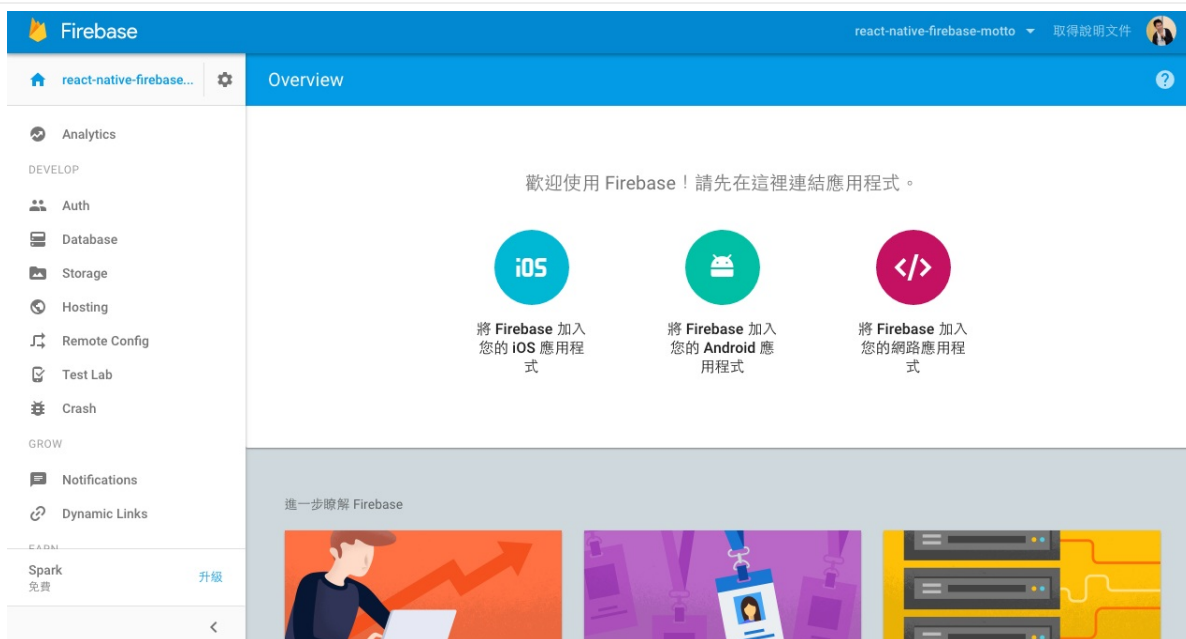 Firebase
react-native-firebase-motto
取得說明文件
react-native-firebase...
Overview
Analytics
DEVELOP
Auth
Database
Storage
Hosting
Remote Config
Test Lab
Crash
GROW
Notifications
Dynamic Links
EARN
Spark
免費
升級
歡迎使用 Firebase！請先在這裡連結應用程式。
iOS
將 Firebase 加入
您的 iOS 應用程
式
將 Firebase 加入
您的 Android 應
用程式
</>
將 Firebase 加入
您的網路應用程
式
進一步瞭解 Firebase